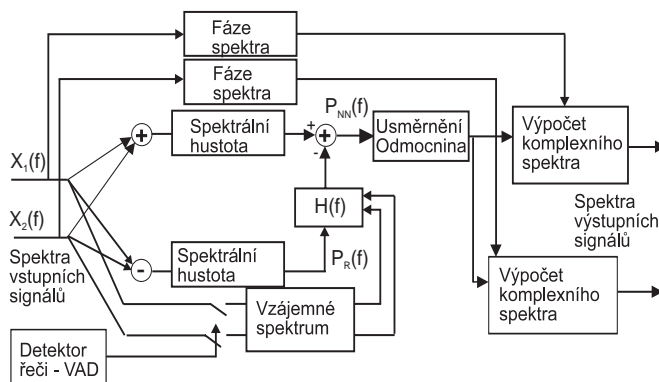 Fáze
spektra
Fáze
spektra
P_NN(f)
+
Spektrální
hustota
+
-
Usměrnění
Odmocnina
Výpočet
komplexního
spektra
X_1(f)
X_2(f)
H(f)
Spektra
vstupních
signálů
-
Spektrální
hustota
P_R(f)
Spektra
výstupních
signálů
Výpočet
komplexního
spektra
Vzájemné
spektrum
Detektor
řeči - VAD